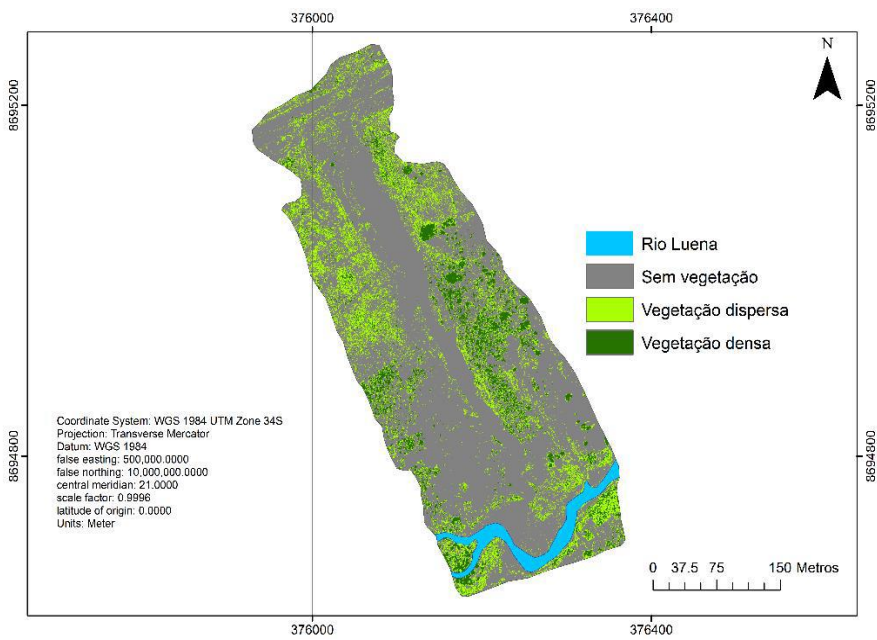 376000
376400
N
8695200
8695200
Rio Luena
Sem vegetação
Vegetação dispersa
Vegetação densa
Coordinate System: WGS 1984 UTM Zone 34S
Projection: Transverse Mercator
Datum: WGS 1984
false easting: 500,000.0000
false northing: 10,000,000.0000
central meridian: 21.0000
scale factor: 0.9996
latitude of origin: 0.0000
Units: Meter
8694800
8694800
0 37.5 75 150 Metros
376000
376400